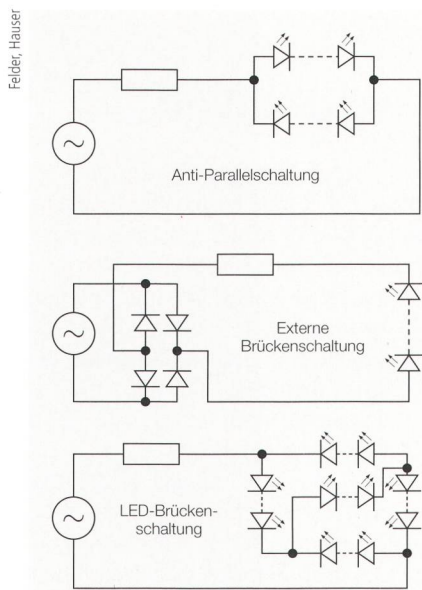 Felder, Hauser
Anti-Parallelschaltung
Externe
Brückenschaltung
LED-Brücken-
schaltung